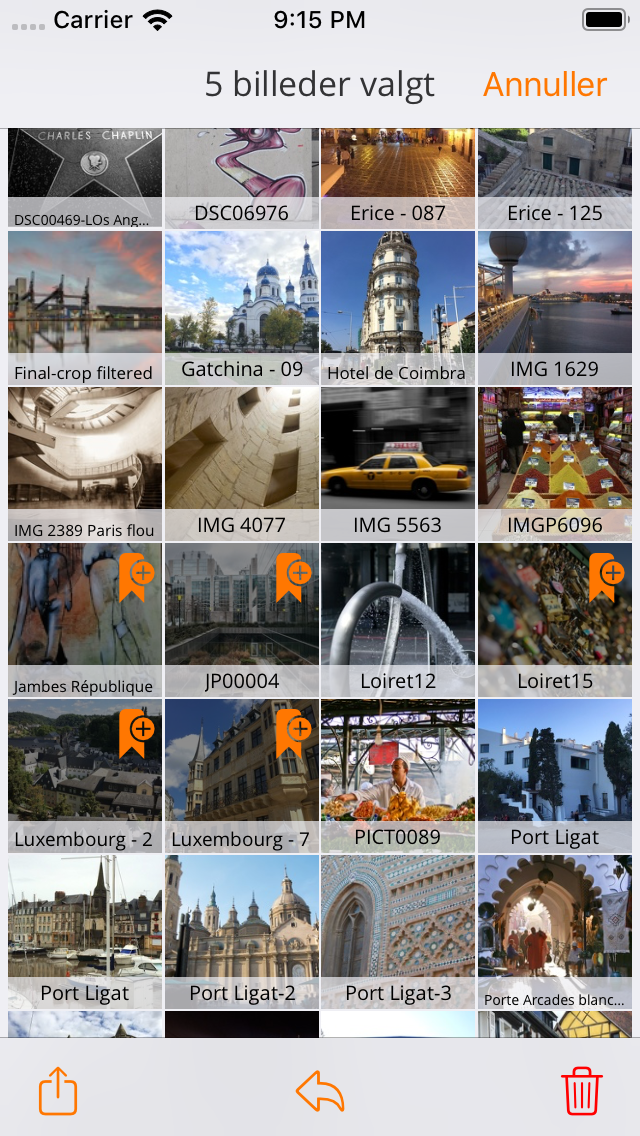 Carrier 9:15 PM
5 billeder valgt Annuller
CHARLES CHAPLIN
DSC00469-LOs Ang... DSC06976 Erice - 087 Erice - 125
Final-crop filtered Gatchina - 09 Hotel de Coimbra IMG 1629
IMG 2389 Paris flou IMG 4077 IMG 5563 IMGP6096
Jambes République JP00004 Loiret12 Loiret15
Luxembourg - 2 Luxembourg - 7 PICT0089 Port Ligat
Port Ligat Port Ligat-2 Port Ligat-3 Porte Arcades blanc...